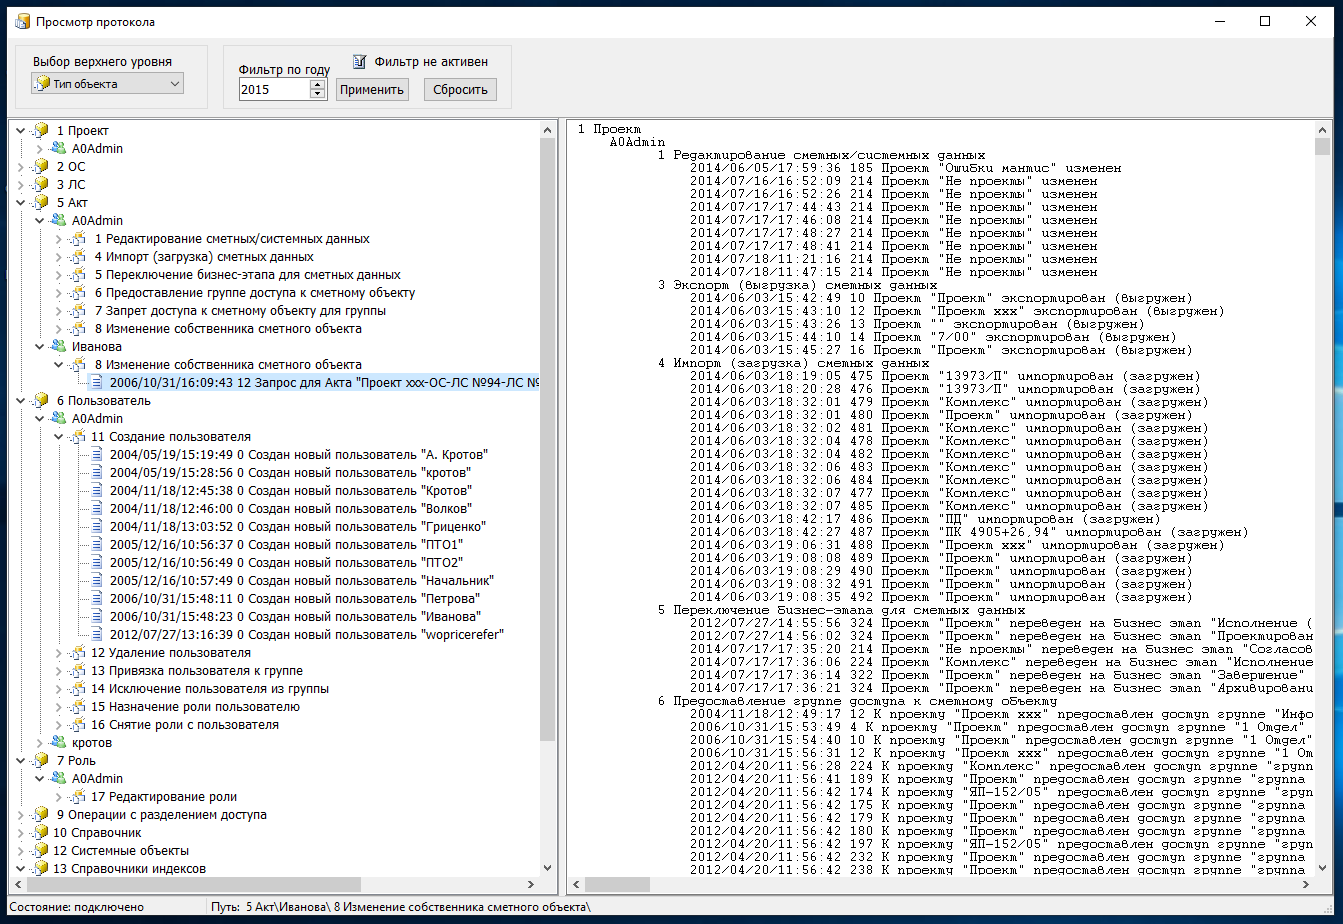 Просмотр протокола
Выбор верхнего уровня
Тип объекта
Фильтр по году
2015
Фильтр не активен
Применить
Сбросить
1 Проект
A0Admin
2 ОС
3 ЛС
5 Акт
A0Admin
1 Редактирование сметных/системных данных
4 Импорт (загрузка) сметных данных
5 Переключение бизнес-этапа для сметных данных
6 Предоставление группе доступа к сметному объекту
7 Запрет доступа к сметному объекту для группы
8 Изменение собственника сметного объекта
Иванова
8 Изменение собственника сметного объекта
2006/10/31/16:09:43 12 Запрос для Акта "Проект xxx-ОС-ЛС №94-ЛС №
6 Пользователь
A0Admin
11 Создание пользователя
2004/05/19/15:19:49 0 Создан новый пользователь "А. Кротов"
2004/05/19/15:28:56 0 Создан новый пользователь "кротов"
2004/11/18/12:45:38 0 Создан новый пользователь "Кротов"
2004/11/18/12:46:00 0 Создан новый пользователь "Волков"
2004/11/18/13:03:52 0 Создан новый пользователь "Гриценко"
2005/12/16/10:56:37 0 Создан новый пользователь "ПТО1"
2005/12/16/10:56:49 0 Создан новый пользователь "ПТО2"
2005/12/16/10:57:49 0 Создан новый пользователь "Начальник"
2006/10/31/15:48:11 0 Создан новый пользователь "Петрова"
2006/10/31/15:48:23 0 Создан новый пользователь "Иванова"
2012/07/27/13:16:39 0 Создан новый пользователь "wopricerefer"
12 Удаление пользователя
13 Привязка пользователя к группе
14 Исключение пользователя из группы
15 Назначение роли пользователю
16 Снятие роли с пользователя
кротов
7 Роль
A0Admin
17 Редактирование роли
9 Операции с разделением доступа
10 Справочник
12 Системные объекты
13 Справочники индексов
1 Проект
A0Admin
1 Редактирование сметных/системных данных
2014/06/05/17:59:36 185 Проект "Ошибки мантис" изменен
2014/07/16/16:52:09 214 Проект "Не проекты" изменен
2014/07/16/16:52:26 214 Проект "Не проекты" изменен
2014/07/17/17:44:43 214 Проект "Не проекты" изменен
2014/07/17/17:46:08 214 Проект "Не проекты" изменен
2014/07/17/17:48:27 214 Проект "Не проекты" изменен
2014/07/17/17:48:41 214 Проект "Не проекты" изменен
2014/07/18/11:21:16 214 Проект "Не проекты" изменен
2014/07/18/11:47:15 214 Проект "Не проекты" изменен
3 Экспорт (выгрузка) сметных данных
2014/06/03/15:42:49 10 Проект "Проект" экспортирован (выгружен)
2014/06/03/15:43:10 12 Проект "Проект xxx" экспортирован (выгружен)
2014/06/03/15:43:26 13 Проект "" экспортирован (выгружен)
2014/06/03/15:44:10 14 Проект "7/00" экспортирован (выгружен)
2014/06/03/15:45:27 16 Проект "Проект" экспортирован (выгружен)
4 Импорт (загрузка) сметных данных
2014/06/03/18:19:05 475 Проект "13973/П" импортирован (загружен)
2014/06/03/18:20:28 476 Проект "13973/П" импортирован (загружен)
2014/06/03/18:32:01 479 Проект "Комплекс" импортирован (загружен)
2014/06/03/18:32:01 480 Проект "Проект" импортирован (загружен)
2014/06/03/18:32:02 481 Проект "Комплекс" импортирован (загружен)
2014/06/03/18:32:04 478 Проект "Комплекс" импортирован (загружен)
2014/06/03/18:32:04 482 Проект "Комплекс" импортирован (загружен)
2014/06/03/18:32:06 483 Проект "Комплекс" импортирован (загружен)
2014/06/03/18:32:06 484 Проект "Комплекс" импортирован (загружен)
2014/06/03/18:32:07 477 Проект "Комплекс" импортирован (загружен)
2014/06/03/18:32:07 485 Проект "Комплекс" импортирован (загружен)
2014/06/03/18:42:17 486 Проект "ПД" импортирован (загружен)
2014/06/03/18:42:27 487 Проект "ПК 4905+26,94" импортирован (загружен)
2014/06/03/19:06:31 488 Проект "Проект xxx" импортирован (загружен)
2014/06/03/19:08:08 489 Проект "Проект" импортирован (загружен)
2014/06/03/19:08:29 490 Проект "Проект" импортирован (загружен)
2014/06/03/19:08:32 491 Проект "Проект" импортирован (загружен)
2014/06/03/19:08:35 492 Проект "Проект" импортирован (загружен)
5 Переключение бизнес-этапа для сметных данных
2012/07/27/14:55:56 324 Проект "Проект" переведен на бизнес этап "Исполнение (
2012/07/27/14:56:02 324 Проект "Проект" переведен на бизнес этап "Проектирован
2014/07/17/17:35:20 214 Проект "Не проекты" переведен на бизнес этап "Согласов
2014/07/17/17:36:06 224 Проект "Комплекс" переведен на бизнес этап "Исполнение
2014/07/17/17:36:14 322 Проект "Проект" переведен на бизнес этап "Завершение"
2014/07/17/17:36:21 324 Проект "Проект" переведен на бизнес этап "Архивировани
6 Предоставление группе доступа к сметному объекту
2004/11/18/12:49:17 12 К проекту "Проект xxx" предоставлен доступ группе "Инфо
2006/10/31/15:53:49 4 К проекту "Проект" предоставлен доступ группе "1 Отдел"
2006/10/31/15:54:40 10 К проекту "Проект" предоставлен доступ группе "1 Отдел"
2006/10/31/15:56:31 12 К проекту "Проект xxx" предоставлен доступ группе "1 От
2012/04/20/11:56:28 224 К проекту "Комплекс" предоставлен доступ группе "групп
2012/04/20/11:56:41 189 К проекту "Проект" предоставлен доступ группе "группа
2012/04/20/11:56:42 174 К проекту "ЯП-152/05" предоставлен доступ группе "груп
2012/04/20/11:56:42 175 К проекту "Проект" предоставлен доступ группе "группа
2012/04/20/11:56:42 179 К проекту "Проект" предоставлен доступ группе "группа
2012/04/20/11:56:42 180 К проекту "Проект" предоставлен доступ группе "группа
2012/04/20/11:56:42 197 К проекту "ЯП-152/05" предоставлен доступ группе "груп
2012/04/20/11:56:42 232 К проекту "Проект" предоставлен доступ группе "группа
2012/04/20/11:56:42 238 К проекту "Проект" предоставлен доступ группе "группа
Состояние: подключено
Путь: 5 Акт\Иванова\ 8 Изменение собственника сметного объекта\